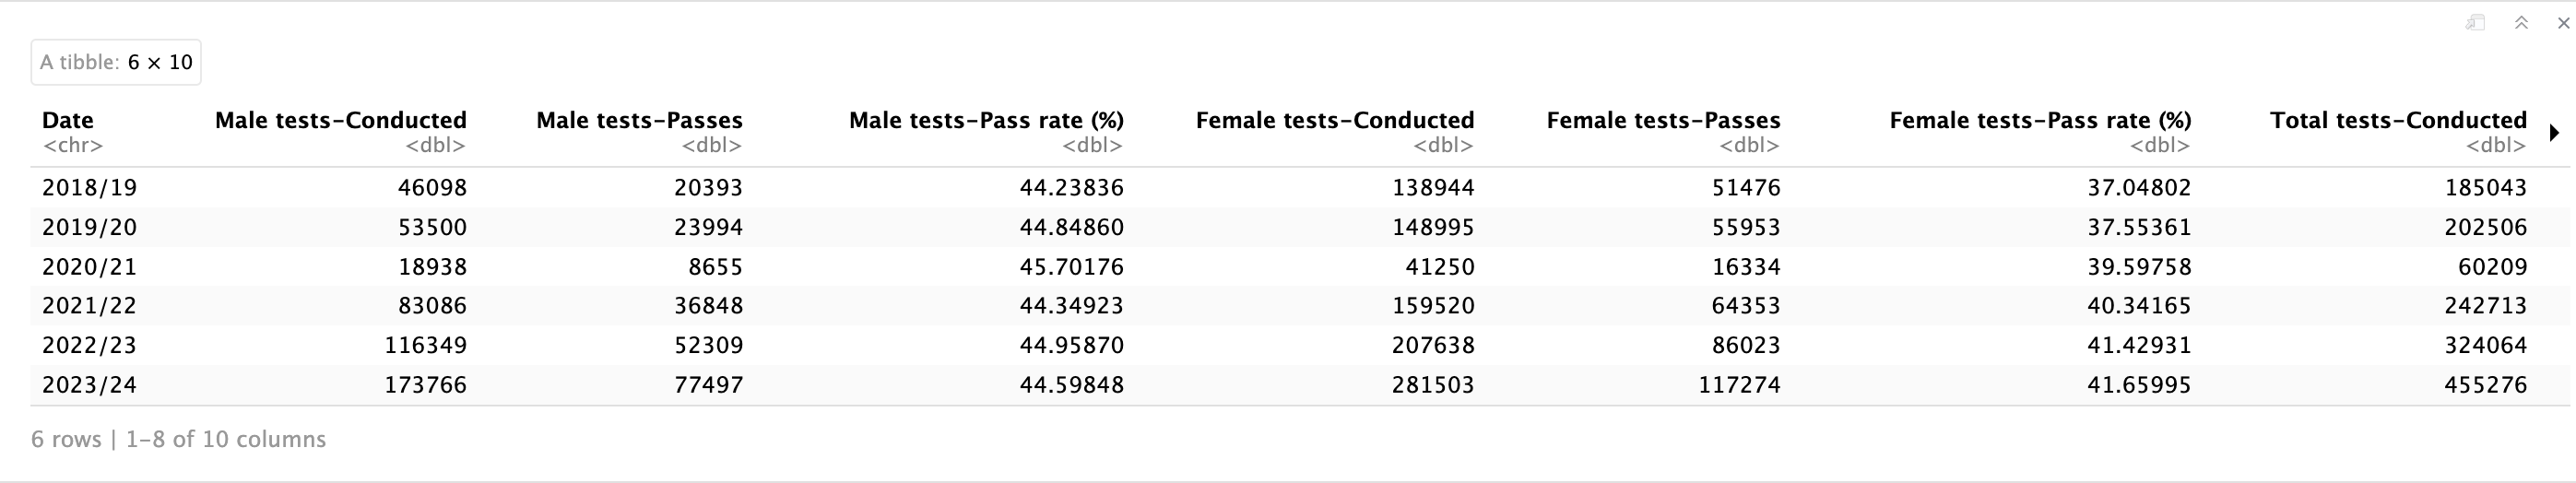 A tibble: 6 × 10
Date Male tests-Conducted Male tests-Passes Male tests-Pass rate (%) Female tests-Conducted Female tests-Passes Female tests-Pass rate (%) Total tests-Conducted
<chr> <dbl> <dbl> <dbl> <dbl> <dbl> <dbl> <dbl>
2018/19 46098 20393 44.23836 138944 51476 37.04802 185043
2019/20 53500 23994 44.84860 148995 55953 37.55361 202506
2020/21 18938 8655 45.70176 41250 16334 39.59758 60209
2021/22 83086 36848 44.34923 159520 64353 40.34165 242713
2022/23 116349 52309 44.95870 207638 86023 41.42931 324064
2023/24 173766 77497 44.59848 281503 117274 41.65995 455276
6 rows | 1-8 of 10 columns